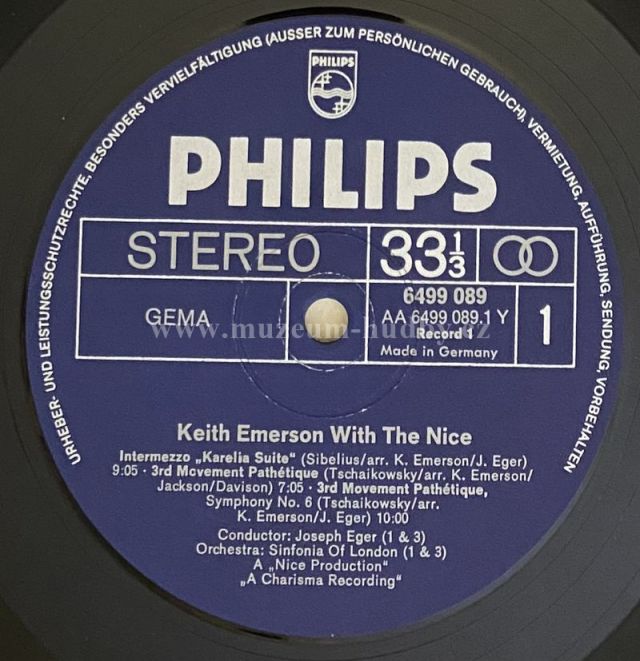 URHEBER- UND LEISTUNGSSCHUTZRECHTE, BESONDERS VERVIELFÄLTIGUNG (AUSSER ZUM PERSÖNLICHEN GEBRAUCH), VERMIETUNG, AUFFÜHRUNG, SENDUNG, VORBEHALTEN
PHILIPS
PHILIPS
STEREO
33 1/3
6499 089
GEMA
AA 6499 089.1 Y
1
www.muzeum-hudby.cz
Record 1
Made in Germany
Keith Emerson With The Nice
Intermezzo „Karelia Suite“ (Sibelius/arr. K. Emerson/J. Eger)
9:05 · 3rd Movement Pathétique (Tschaikowsky/arr. K. Emerson/
Jackson/Davison) 7:05 · 3rd Movement Pathétique,
Symphony No. 6 (Tschaikowsky/arr.
K. Emerson/J. Eger) 10:00
Conductor: Joseph Eger (1 & 3)
Orchestra: Sinfonia Of London (1 & 3)
A „Nice Production“
„A Charisma Recording“